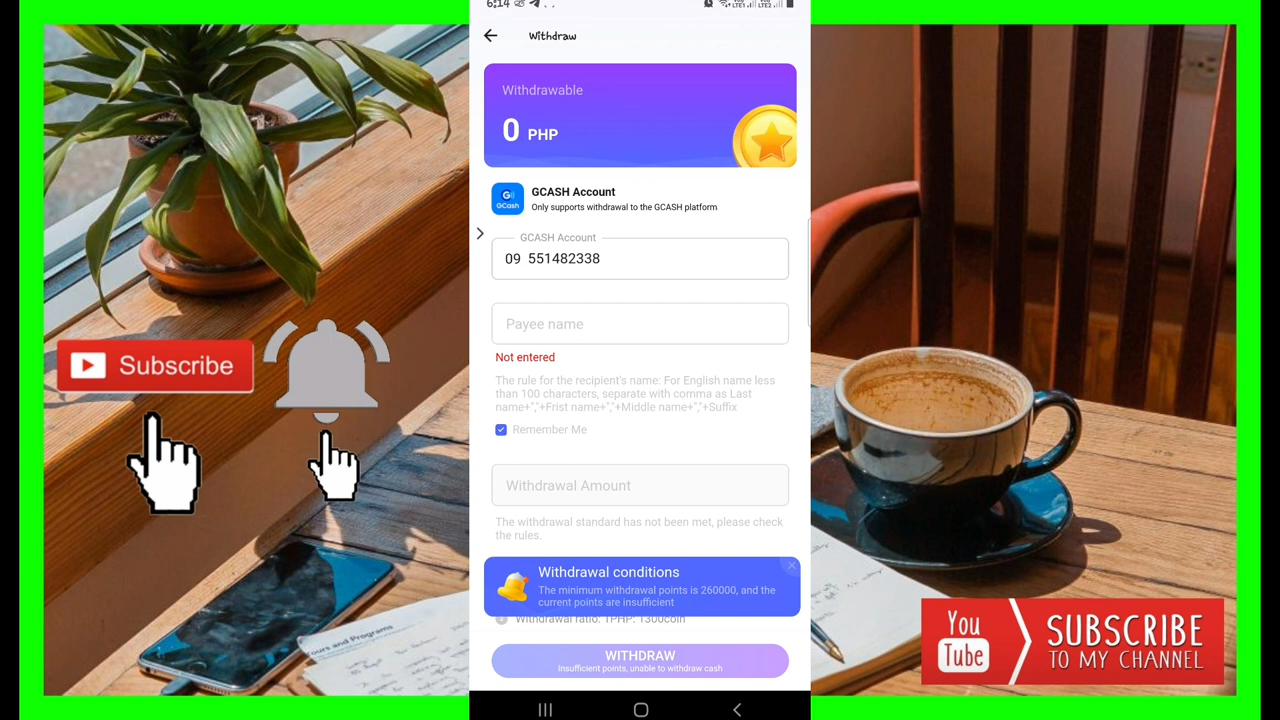 6:14
Withdraw
Withdrawable
0 PHP
GCash
GCASH Account
Only supports withdrawal to the GCASH platform
GCASH Account
09 551482338
Payee name
Not entered
The rule for the recipient's name: For English name less
than 100 characters, separate with comma as Last
name+","+Frist name+","+Middle name+","+Suffix
Remember Me
Withdrawal Amount
The withdrawal standard has not been met, please check
the rules.
Withdrawal conditions
The minimum withdrawal points is 260000, and the
current points are insufficient
Withdrawal ratio: 1PHP: 1300coin
WITHDRAW
Insufficient points, unable to withdraw cash
Subscribe
Tours and Programs
You
Tube
SUBSCRIBE
TO MY CHANNEL